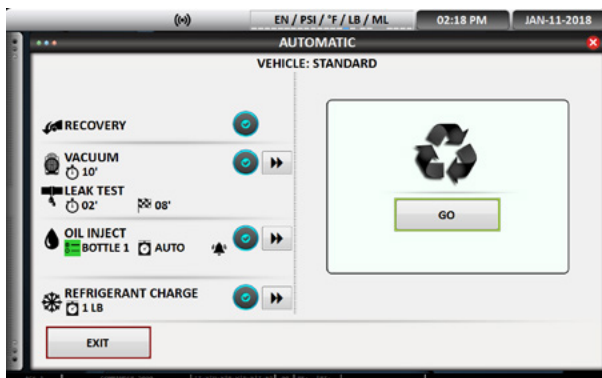 EN / PSI / °F / LB / ML 02:18 PM JAN-11-2018
AUTOMATIC
VEHICLE: STANDARD
RECOVERY
VACUUM
10'
LEAK TEST
02' 08'
OIL INJECT
BOTTLE 1 AUTO
REFRIGERANT CHARGE
1 LB
GO
EXIT